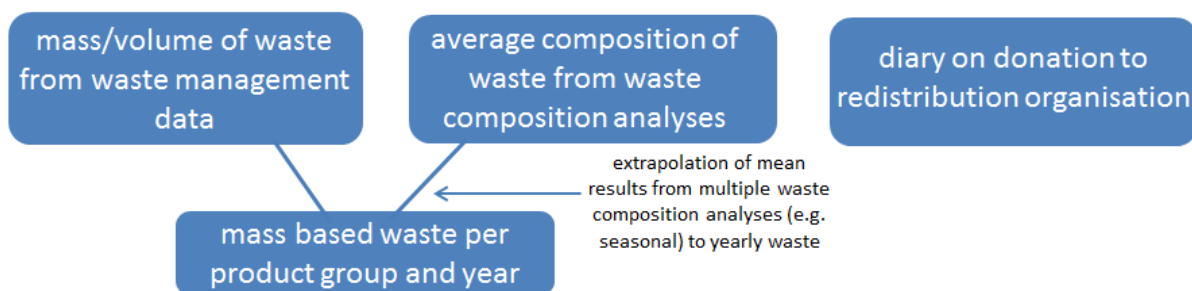 mass/volume of waste
from waste management
data
average composition of
waste from waste
composition analyses
diary on donation to
redistribution organisation
extrapolation of mean
results from multiple waste
composition analyses (e.g.
seasonal) to yearly waste
mass based waste per
product group and year